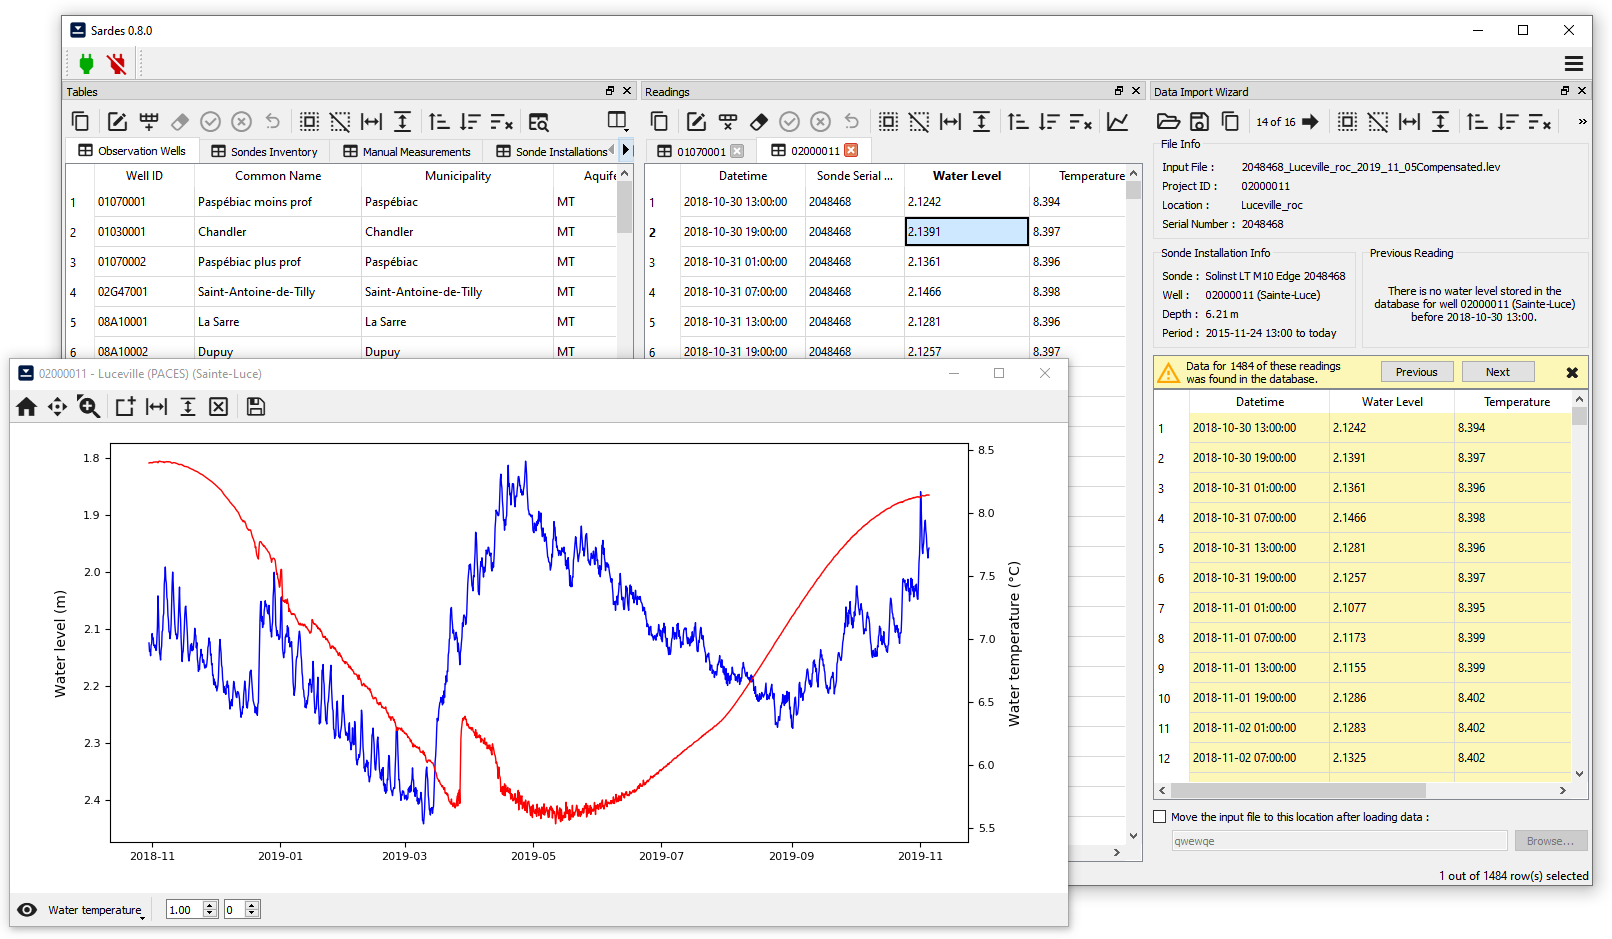 Sardes 0.8.0
Tables
Observation Wells
Sondes Inventory
Manual Measurements
Sonde Installations
Well ID Common Name Municipality Aquife
1 01070001 Paspébiac moins prof Paspébiac MT
2 01030001 Chandler Chandler MT
3 01070002 Paspébiac plus prof Paspébiac MT
4 02G47001 Saint-Antoine-de-Tilly Saint-Antoine-de-Tilly MT
5 08A10001 La Sarre La Sarre MT
6 08A10002 Dupuy Dupuy MT
Readings
01070001
02000011
Datetime Sonde Serial ... Water Level Temperature
1 2018-10-30 13:00:00 2048468 2.1242 8.394
2 2018-10-30 19:00:00 2048468 2.1391 8.397
3 2018-10-31 01:00:00 2048468 2.1361 8.396
4 2018-10-31 07:00:00 2048468 2.1466 8.398
5 2018-10-31 13:00:00 2048468 2.1281 8.396
6 2018-10-31 19:00:00 2048468 2.1257 8.397
Data Import Wizard
14 of 16
»
File Info
Input File : 2048468_Luceville_roc_2019_11_05Compensated.lev
Project ID : 02000011
Location : Luceville_roc
Serial Number : 2048468
Sonde Installation Info
Sonde : Solinst LT M10 Edge 2048468
Well : 02000011 (Sainte-Luce)
Depth : 6.21 m
Period : 2015-11-24 13:00 to today
Previous Reading
There is no water level stored in the
database for well 02000011 (Sainte-Luce)
before 2018-10-30 13:00.
Data for 1484 of these readings
was found in the database.
Previous
Next
Datetime Water Level Temperature
1 2018-10-30 13:00:00 2.1242 8.394
2 2018-10-30 19:00:00 2.1391 8.397
3 2018-10-31 01:00:00 2.1361 8.396
4 2018-10-31 07:00:00 2.1466 8.398
5 2018-10-31 13:00:00 2.1281 8.396
6 2018-10-31 19:00:00 2.1257 8.397
7 2018-11-01 01:00:00 2.1077 8.395
8 2018-11-01 07:00:00 2.1173 8.399
9 2018-11-01 13:00:00 2.1155 8.399
10 2018-11-01 19:00:00 2.1286 8.402
11 2018-11-02 01:00:00 2.1283 8.402
12 2018-11-02 07:00:00 2.1325 8.402
Move the input file to this location after loading data :
qwewqe
Browse...
1 out of 1484 row(s) selected
02000011 - Luceville (PACES) (Sainte-Luce)
Water level (m)
1.8
1.9
2.0
2.1
2.2
2.3
2.4
8.5
8.0
7.5
7.0
6.5
6.0
5.5
Water temperature (°C)
2018-11 2019-01 2019-03 2019-05 2019-07 2019-09 2019-11
Water temperature 1.00 0